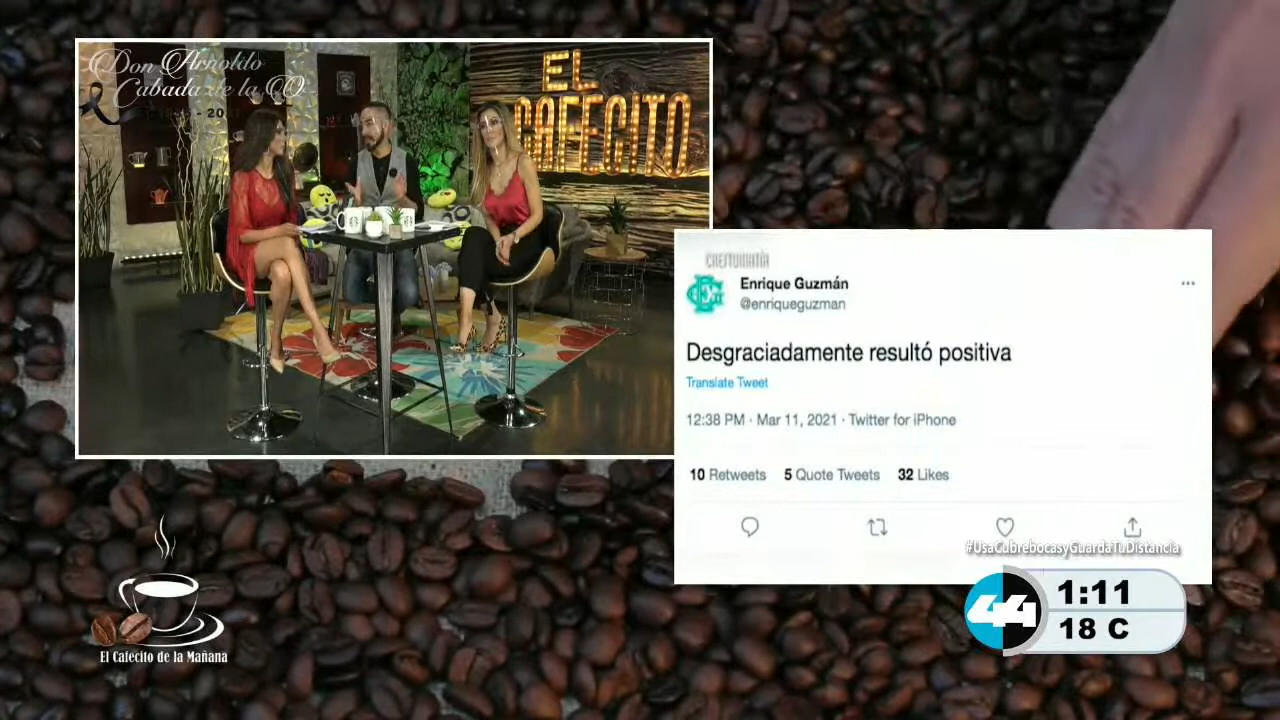 Don Arnoldo
Cabada de la O
EL
CAFECITO
Enrique Guzmán
@enriqueguzman
Desgraciadamente resultó positiva
Translate Tweet
12:38 PM · Mar 11, 2021 · Twitter for iPhone
10 Retweets 5 Quote Tweets 32 Likes
#UsaCubrebocasyGuardaTuDistancia
44
1:11
18 C
El Cafecito de la Mañana